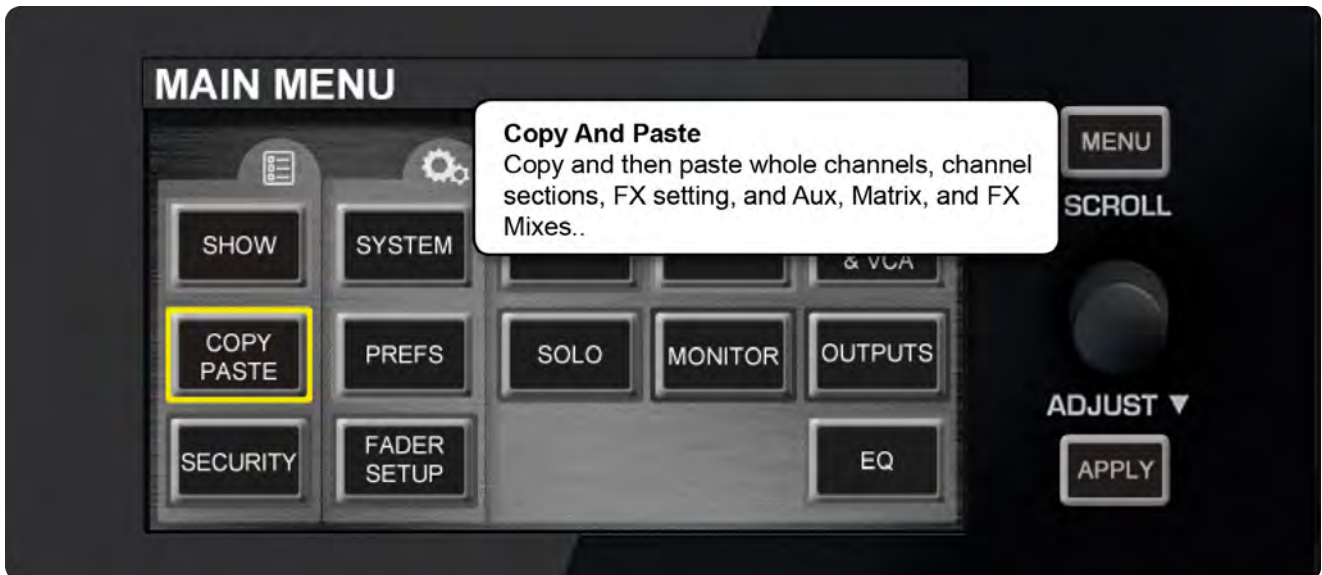 MAIN MENU
Copy And Paste
Copy and then paste whole channels, channel
sections, FX setting, and Aux, Matrix, and FX
Mixes..
MENU
SCROLL
SHOW
SYSTEM
& VCA
COPY
PASTE
PREFS
SOLO
MONITOR
OUTPUTS
ADJUST ▼
SECURITY
FADER
SETUP
EQ
APPLY